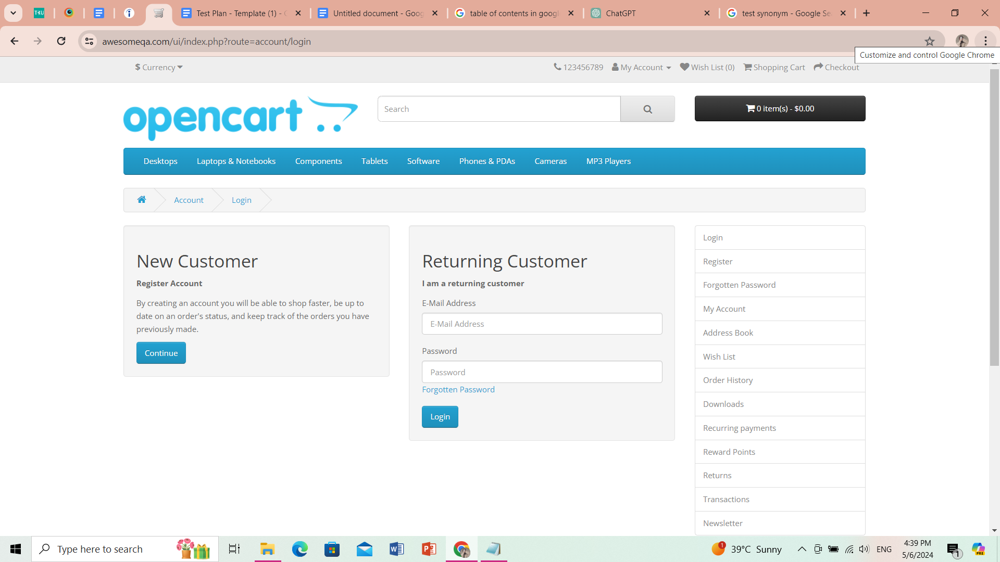 TKU
Test Plan - Template (1) -
Untitled document - Goog
table of contents in googl
ChatGPT
test synonym - Google Se
awesomeqa.com/ui/index.php?route=account/login
Customize and control Google Chrome
$ Currency
123456789
My Account
Wish List (0)
Shopping Cart
Checkout
opencart
Search
0 item(s) - $0.00
Desktops
Laptops & Notebooks
Components
Tablets
Software
Phones & PDAs
Cameras
MP3 Players
Account
Login
New Customer
Register Account
By creating an account you will be able to shop faster, be up to
date on an order's status, and keep track of the orders you have
previously made.
Continue
Returning Customer
I am a returning customer
E-Mail Address
E-Mail Address
Password
Password
Forgotten Password
Login
Login
Register
Forgotten Password
My Account
Address Book
Wish List
Order History
Downloads
Recurring payments
Reward Points
Returns
Transactions
Newsletter
Type here to search
1
39°C Sunny
ENG
4:39 PM
5/6/2024
1
PRE